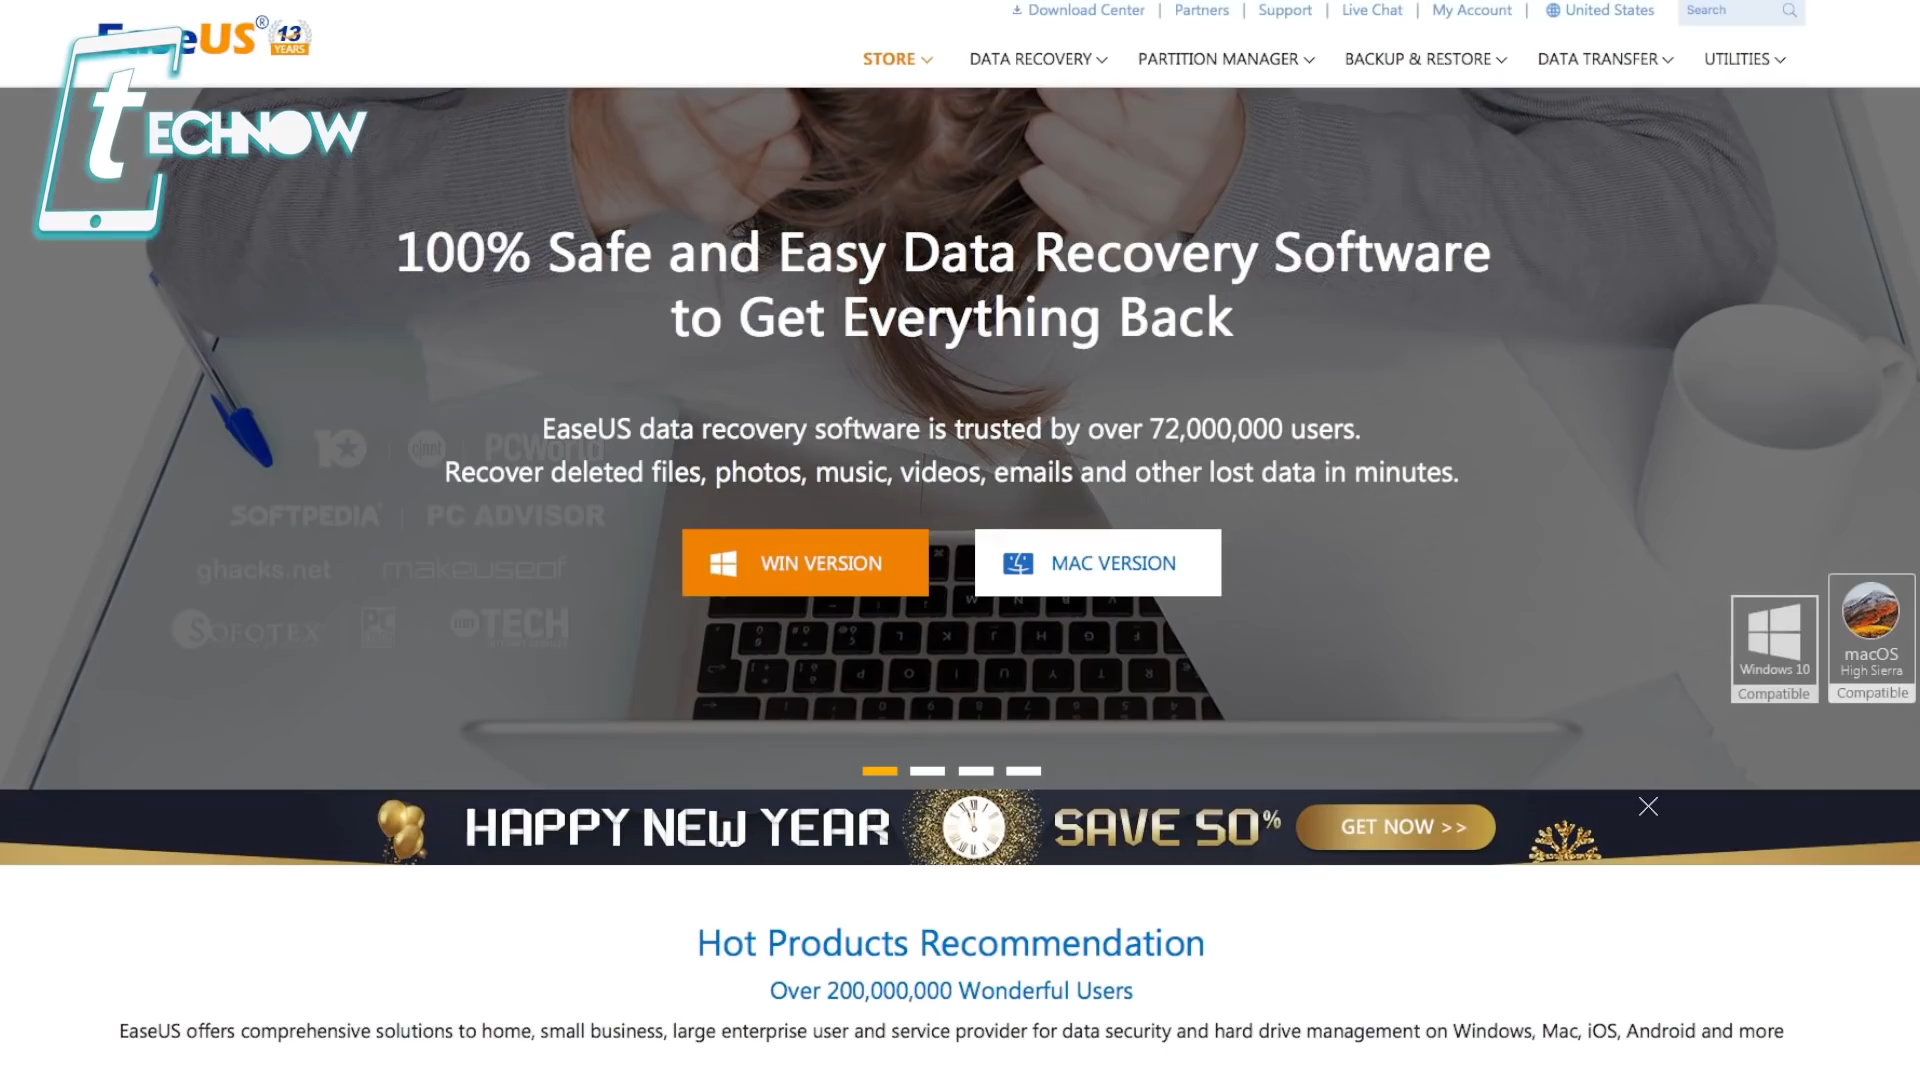 Download Center | Partners | Support | Live Chat | My Account | United States
Search
US® 13 YEARS
STORE DATA RECOVERY PARTITION MANAGER BACKUP & RESTORE DATA TRANSFER UTILITIES
tECHNOW
100% Safe and Easy Data Recovery Software
to Get Everything Back
EaseUS data recovery software is trusted by over 72,000,000 users.
Recover deleted files, photos, music, videos, emails and other lost data in minutes.
PCWorld
SOFTPEDIA | PC ADVISOR
ghacks.net makeuseof
SOFOTEX PC TECH
WIN VERSION MAC VERSION
Windows 10
Compatible
macOS
High Sierra
Compatible
HAPPY NEW YEAR SAVE 50% GET NOW >>
Hot Products Recommendation
Over 200,000,000 Wonderful Users
EaseUS offers comprehensive solutions to home, small business, large enterprise user and service provider for data security and hard drive management on Windows, Mac, iOS, Android and more